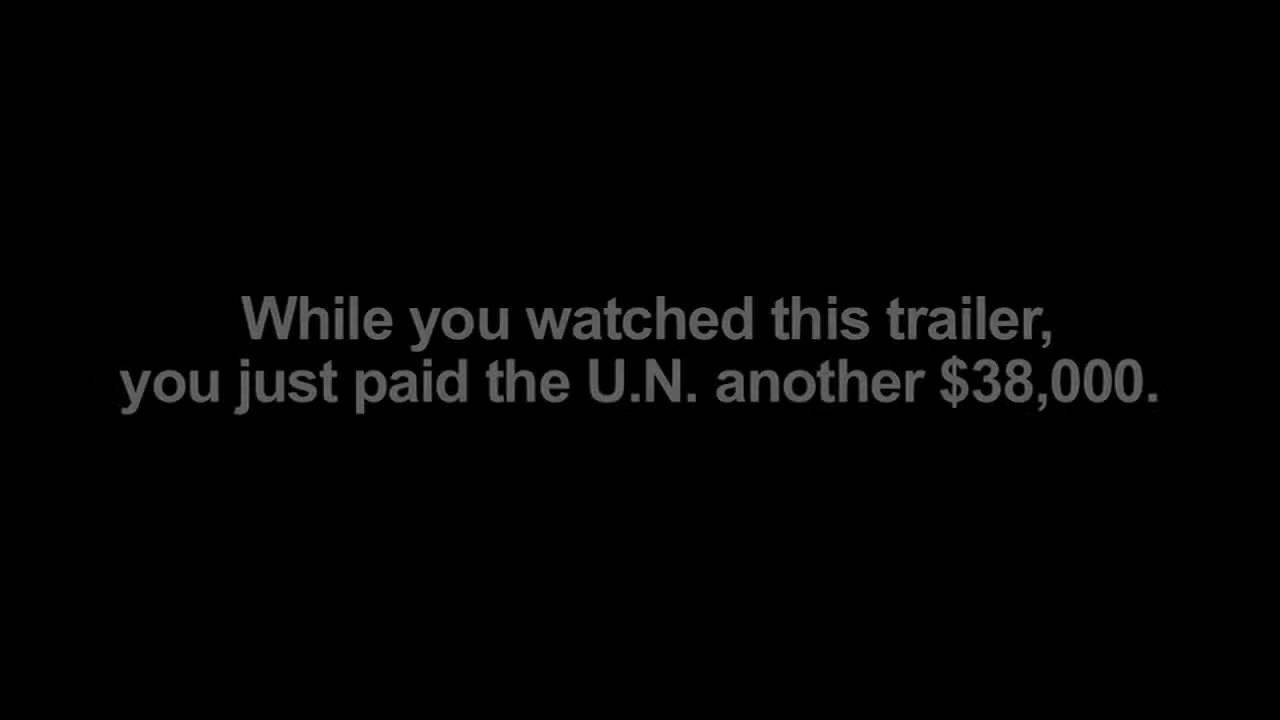 While you watched this trailer,
you just paid the U.N. another $38,000.